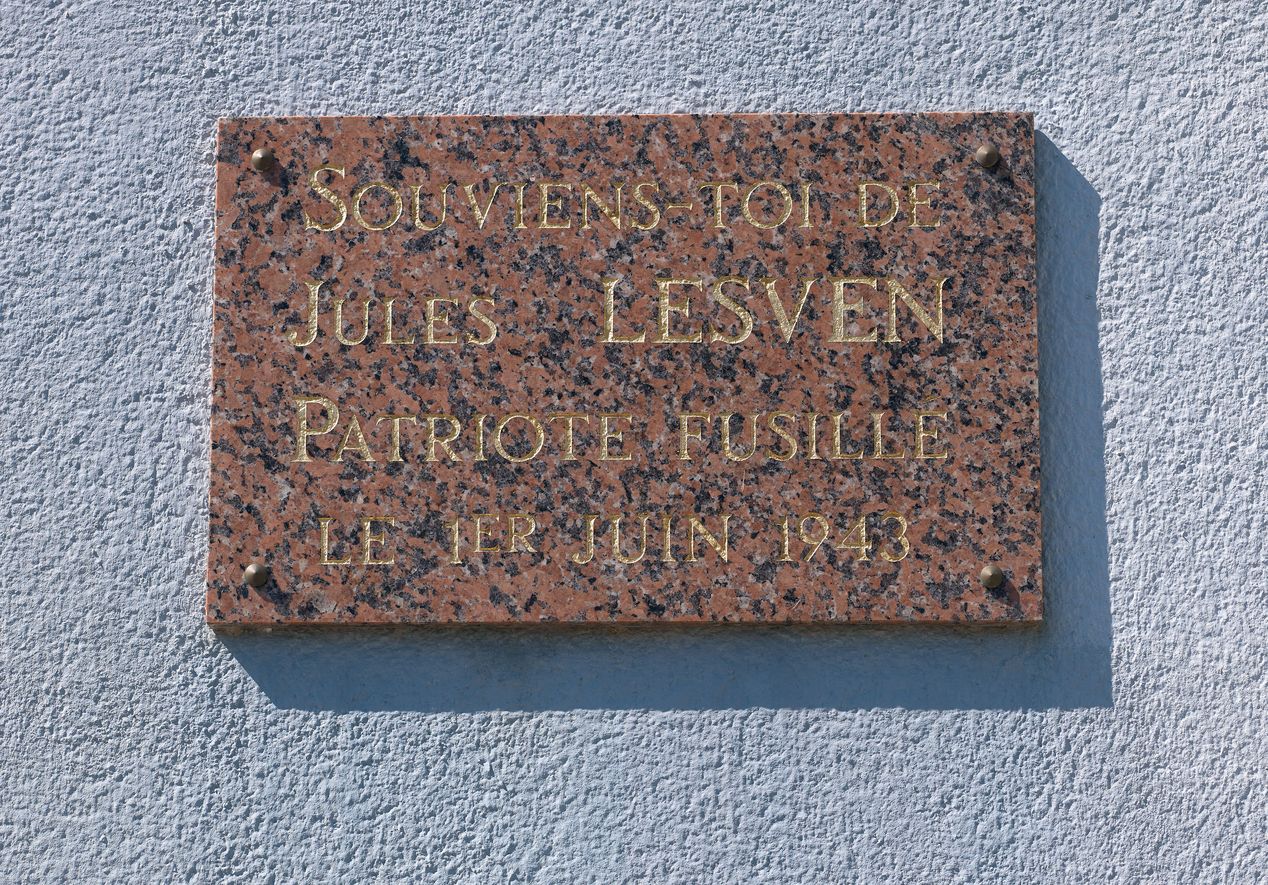 SOUVIENS-TOI DE
JULES LESVEN
PATRIOTE FUSILLÉ
LE 1ER JUIN 1943